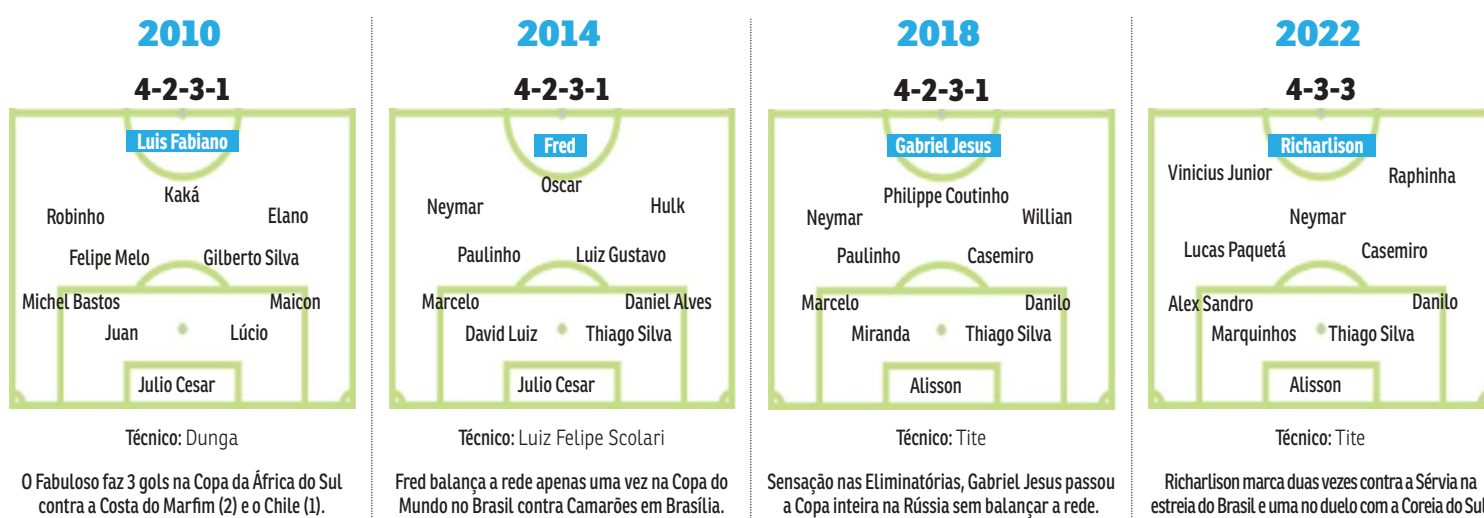 2010
4-2-3-1
Luis Fabiano
Kaká
Robinho
Elano
Felipe Melo
Gilberto Silva
Michel Bastos
Maicon
Juan
Lúcio
Julio Cesar
Técnico: Dunga
O Fabuloso faz 3 gols na Copa da África do Sul
contra a Costa do Marfim (2) e o Chile (1).
2014
4-2-3-1
Fred
Oscar
Neymar
Hulk
Paulinho
Luiz Gustavo
Marcelo
Daniel Alves
David Luiz
Thiago Silva
Julio Cesar
Técnico: Luiz Felipe Scolari
Fred balança a rede apenas uma vez na Copa do
Mundo no Brasil contra Camarões em Brasília.
2018
4-2-3-1
Gabriel Jesus
Philippe Coutinho
Neymar
Willian
Paulinho
Casemiro
Marcelo
Danilo
Miranda
Thiago Silva
Alisson
Técnico: Tite
Sensação nas Eliminatórias, Gabriel Jesus passou
a Copa inteira na Rússia sem balançar a rede.
2022
4-3-3
Richarlison
Vinicius Junior
Raphinha
Neymar
Lucas Paquetá
Casemiro
Alex Sandro
Danilo
Marquinhos
Thiago Silva
Alisson
Técnico: Tite
Richarlison marca duas vezes contra a Sérvia na
estreia do Brasil e uma no duelo com a Coreia do Sul